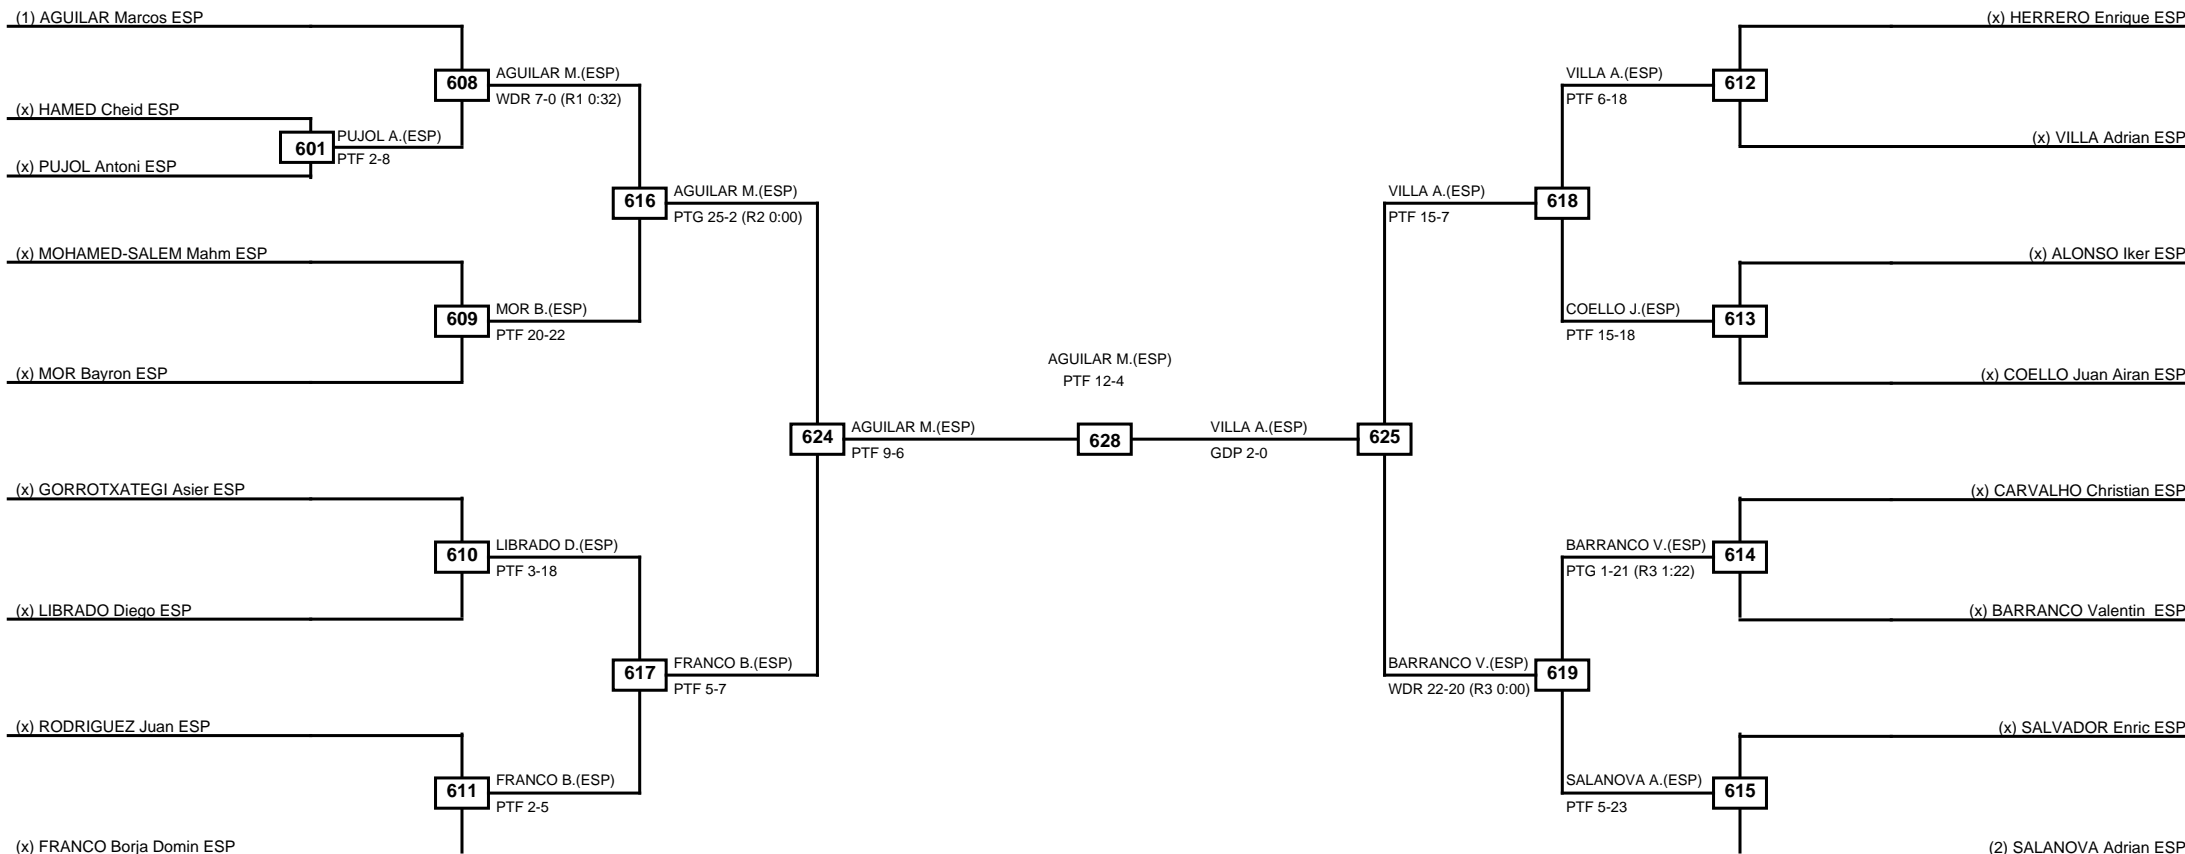 (1) AGUILAR Marcos ESP
(x) HAMED Cheid ESP
(x) PUJOL Antoni ESP
(x) MOHAMED-SALEM Mahm ESP
(x) MOR Bayron ESP
(x) GORROTXATEGI Asier ESP
(x) LIBRADO Diego ESP
(x) RODRIGUEZ Juan ESP
(x) FRANCO Borja Domin ESP
601
PUJOL A.(ESP)
PTF 2-8
608
AGUILAR M.(ESP)
WDR 7-0 (R1 0:32)
609
MOR B.(ESP)
PTF 20-22
610
LIBRADO D.(ESP)
PTF 3-18
611
FRANCO B.(ESP)
PTF 2-5
616
AGUILAR M.(ESP)
PTG 25-2 (R2 0:00)
617
FRANCO B.(ESP)
PTF 5-7
624
AGUILAR M.(ESP)
PTF 9-6
AGUILAR M.(ESP)
PTF 12-4
628
VILLA A.(ESP)
GDP 2-0
625
VILLA A.(ESP)
PTF 15-7
618
BARRANCO V.(ESP)
WDR 22-20 (R3 0:00)
619
VILLA A.(ESP)
PTF 6-18
612
COELLO J.(ESP)
PTF 15-18
613
BARRANCO V.(ESP)
PTG 1-21 (R3 1:22)
614
SALANOVA A.(ESP)
PTF 5-23
615
(x) HERRERO Enrique ESP
(x) VILLA Adrian ESP
(x) ALONSO Iker ESP
(x) COELLO Juan Airan ESP
(x) CARVALHO Christian ESP
(x) BARRANCO Valentin ESP
(x) SALVADOR Enric ESP
(2) SALANOVA Adrian ESP